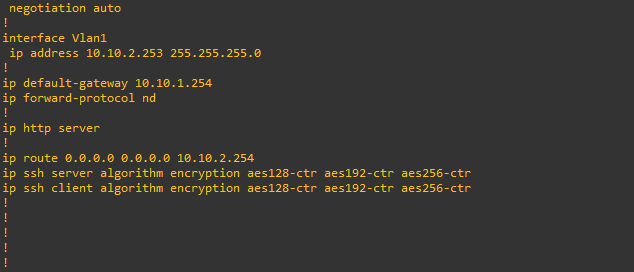 negotiation auto
!
interface Vlan1
 ip address 10.10.2.253 255.255.255.0
!
ip default-gateway 10.10.1.254
ip forward-protocol nd
!
ip http server
!
ip route 0.0.0.0 0.0.0.0 10.10.2.254
ip ssh server algorithm encryption aes128-ctr aes192-ctr aes256-ctr
ip ssh client algorithm encryption aes128-ctr aes192-ctr aes256-ctr
!
!
!
!
!